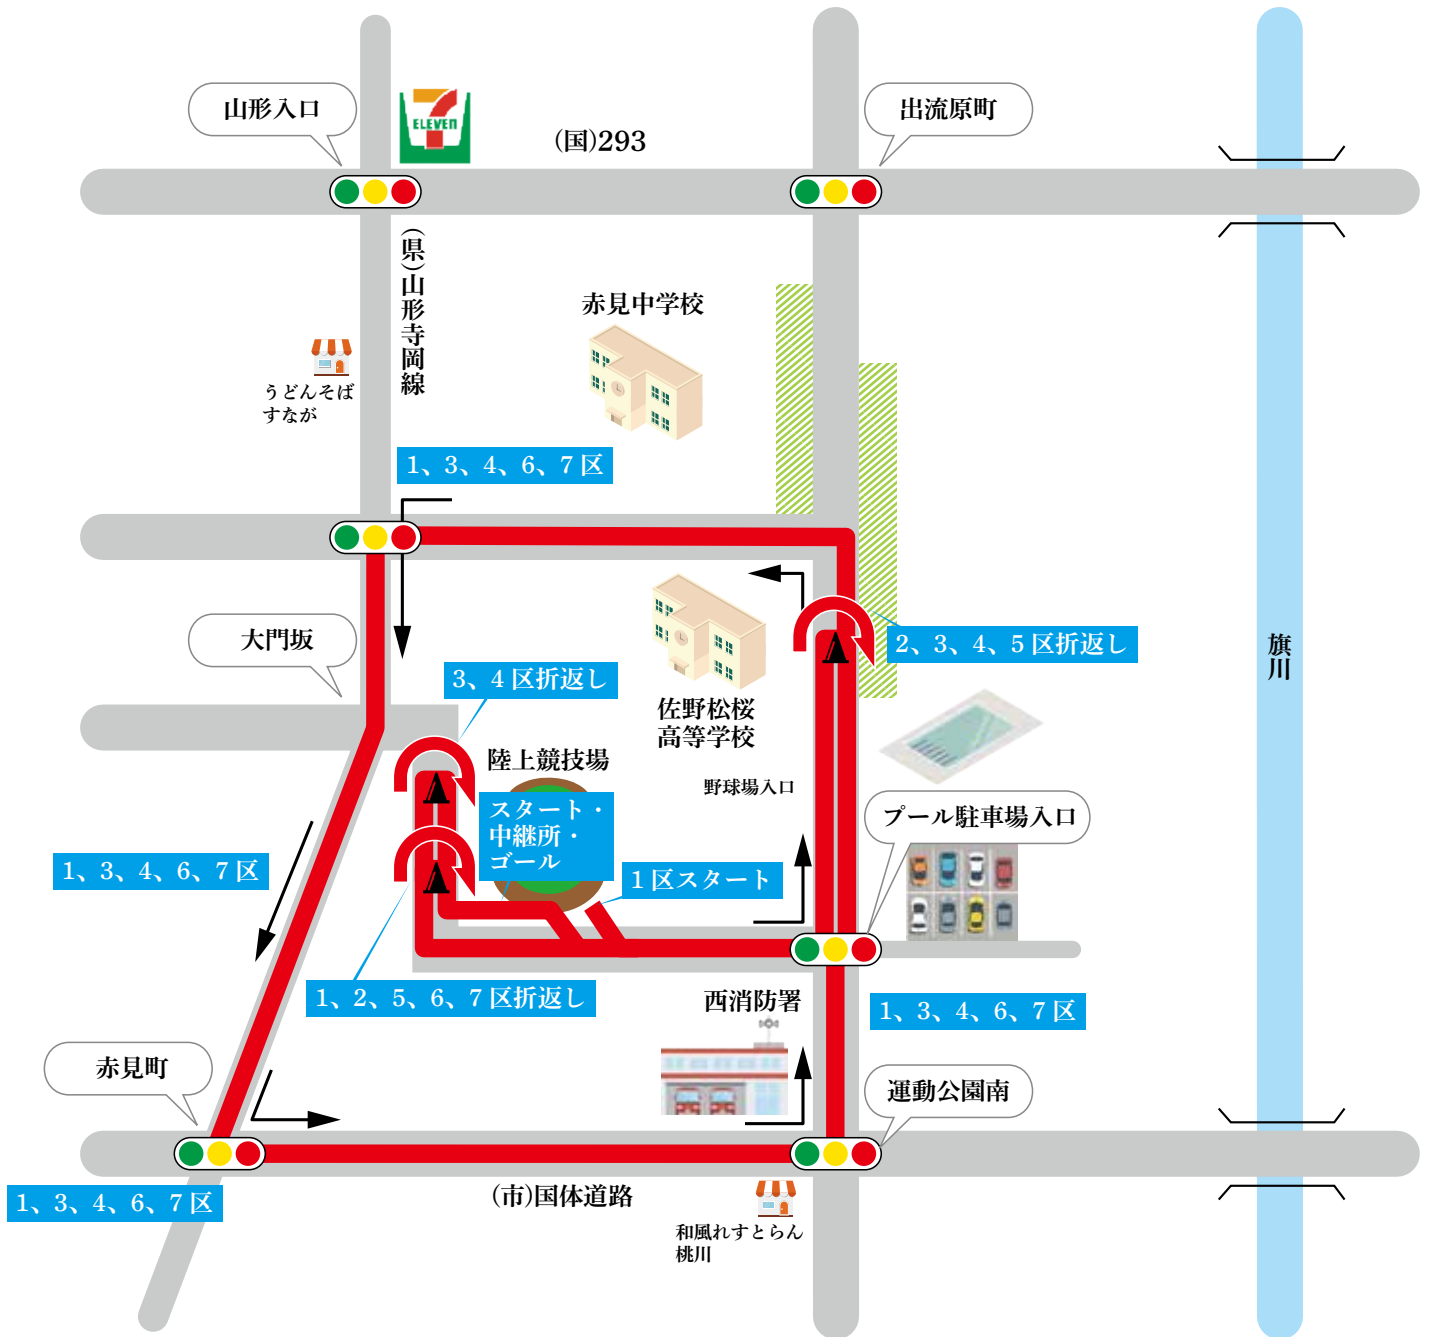 山形入口
7
ELEVEN
(国)293
出流原町
(県)山形寺岡線
赤見中学校
うどんそば
すなが
1、3、4、6、7 区
大門坂
3、4 区折返し
佐野松桜
高等学校
2、3、4、5 区折返し
旗川
陸上競技場
野球場入口
スタート・
中継所・
ゴール
プール駐車場入口
1、3、4、6、7 区
1 区スタート
1、2、5、6、7 区折返し
西消防署
1、3、4、6、7 区
赤見町
運動公園南
1、3、4、6、7 区
(市)国体道路
和風れすとらん
桃川